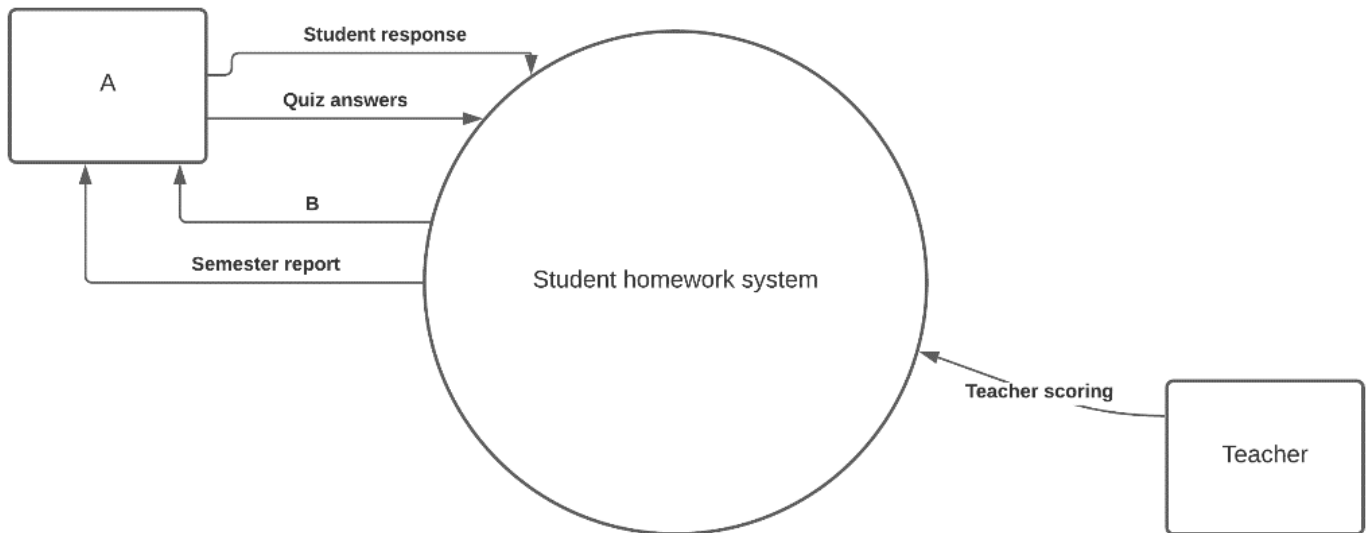 Student response
A
Quiz answers
B
Semester report
Student homework system
Teacher scoring
Teacher